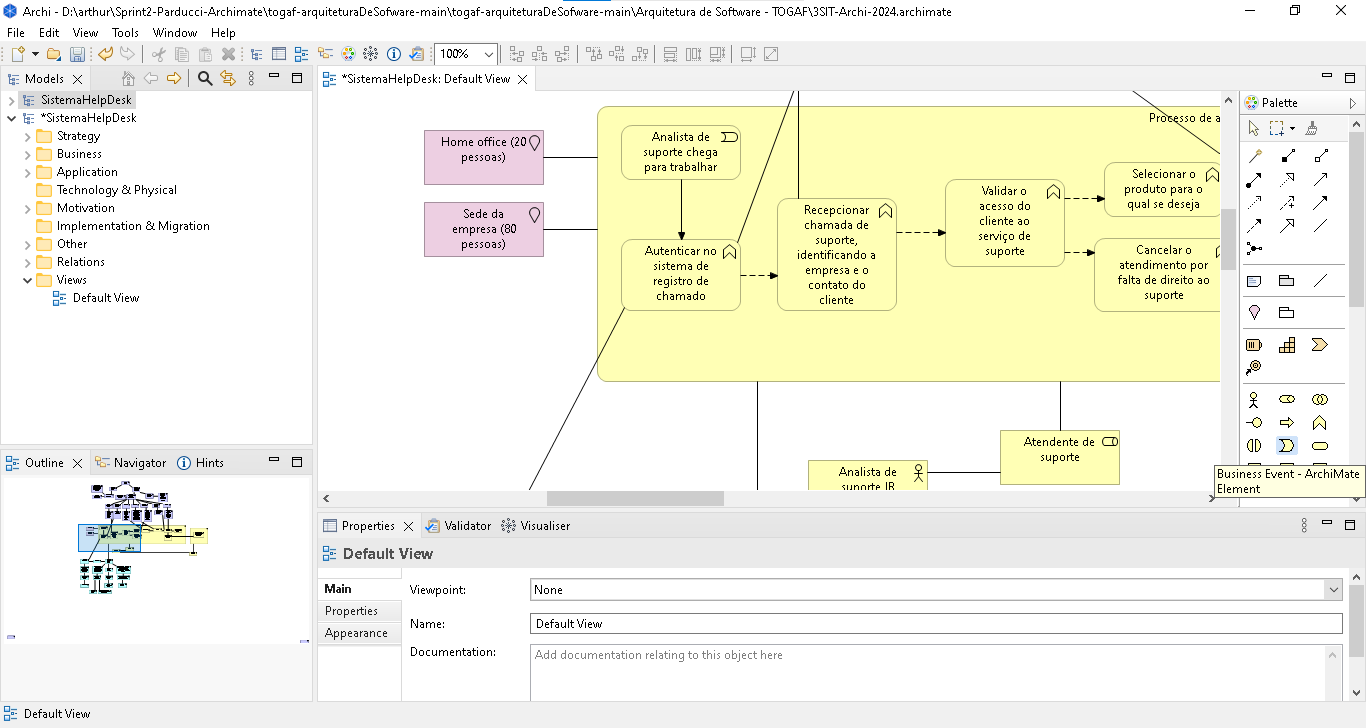 Archi - D:\arthur\Sprint2-Parducci-Archimate\togaf-arquiteturaDeSofware-main\togaf-arquiteturaDeSofware-main\Arquitetura de Software - TOGAF\3SIT-Archi-2024.archimate
File Edit View Tools Window Help
100%
Models
SistemaHelpDesk
*SistemaHelpDesk
Strategy
Business
Application
Technology & Physical
Motivation
Implementation & Migration
Other
Relations
Views
Default View
Outline
Navigator
Hints
*SistemaHelpDesk: Default View
Processo de a
Home office (20
pessoas)
Sede da
empresa (80
pessoas)
Analista de
suporte chega
para trabalhar
Autenticar no
sistema de
registro de
chamado
Recepcionar
chamada de
suporte,
identificando a
empresa e o
contato do
cliente
Validar o
acesso do
cliente ao
serviço de
suporte
Selecionar o
produto para o
qual se deseja
Cancelar o
atendimento por
falta de direito ao
suporte
Atendente de
suporte
Analista de
suporte JR
Palette
Business Event - ArchiMate
Element
Properties
Validator
Visualiser
Default View
Main
Properties
Appearance
Viewpoint:
None
Name:
Default View
Documentation:
Add documentation relating to this object here
Default View